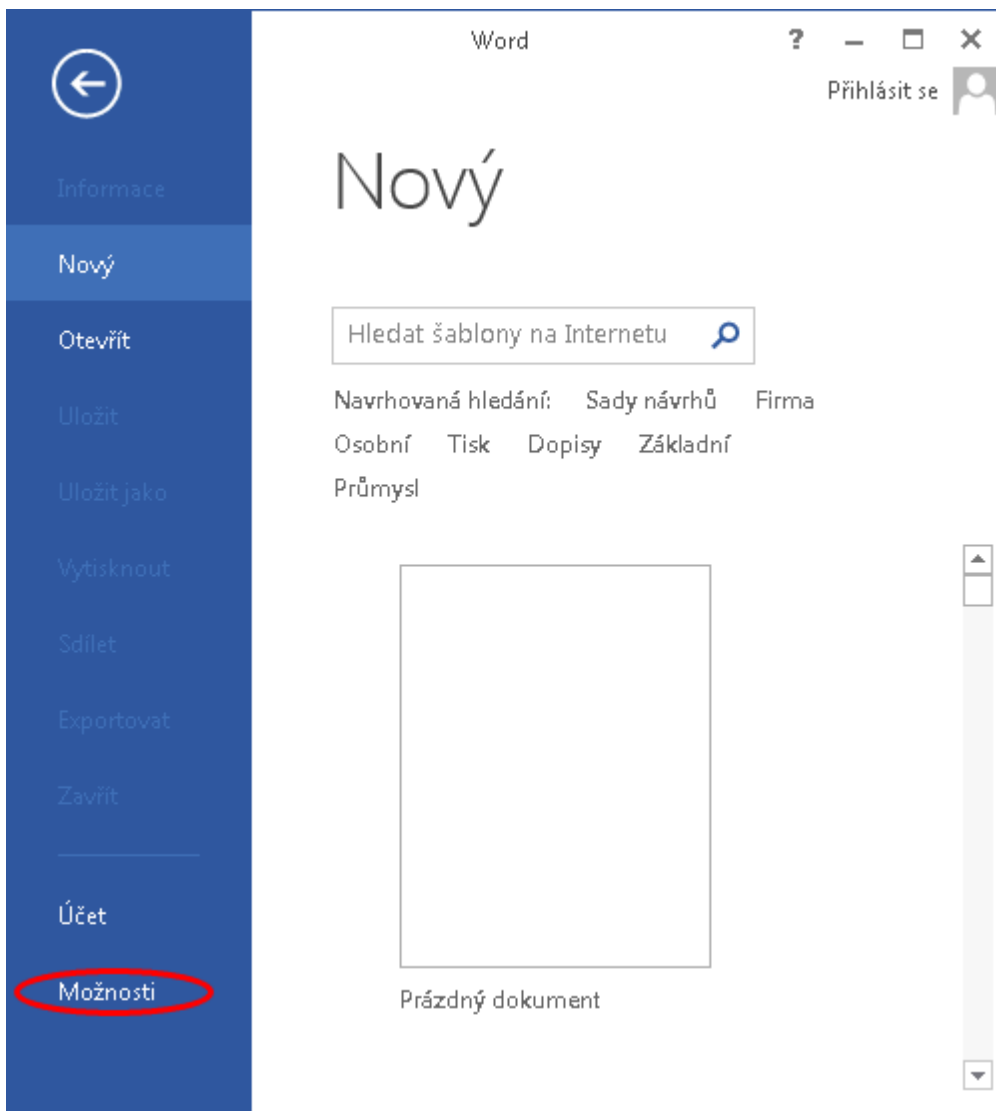 Word ?
Přihlásit se
Informace
Nový
Otevřít
Uložit
Uložit jako
Vytisknout
Sdílet
Exportovat
Zavřít
Účet
Možnosti
Nový
Hledat šablony na Internetu
Navrhovaná hledání: Sady návrhů Firma
Osobní Tisk Dopisy Základní
Průmysl
Prázdný dokument